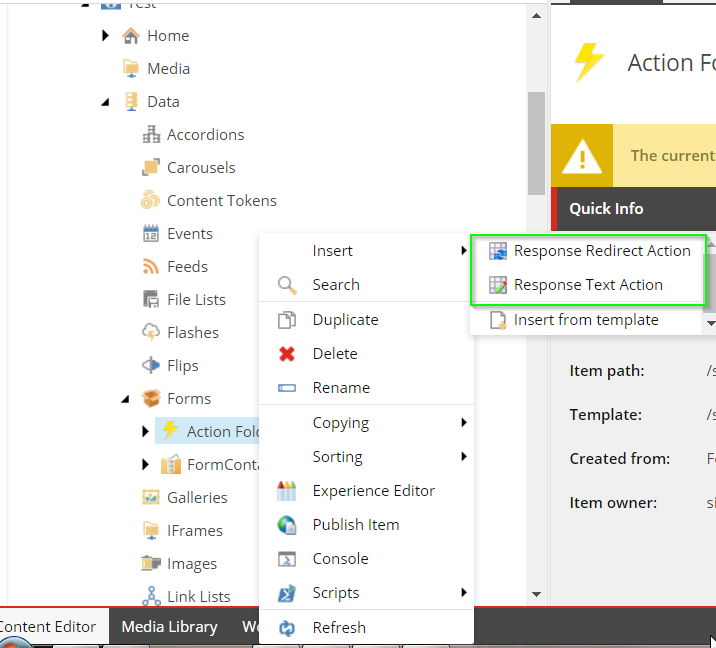 Test
Home
Media
Data
Accordions
Carousels
Content Tokens
Events
Feeds
File Lists
Flashes
Flips
Forms
Action Fol
FormConta
Galleries
IFrames
Images
Link Lists
Insert
Search
Duplicate
Delete
Rename
Copying
Sorting
Experience Editor
Publish Item
Console
Scripts
Refresh
Response Redirect Action
Response Text Action
Insert from template
Action Fo
The current
Quick Info
Item path: /s
Template: /s
Created from: F
Item owner: si
Content Editor
Media Library
Wo